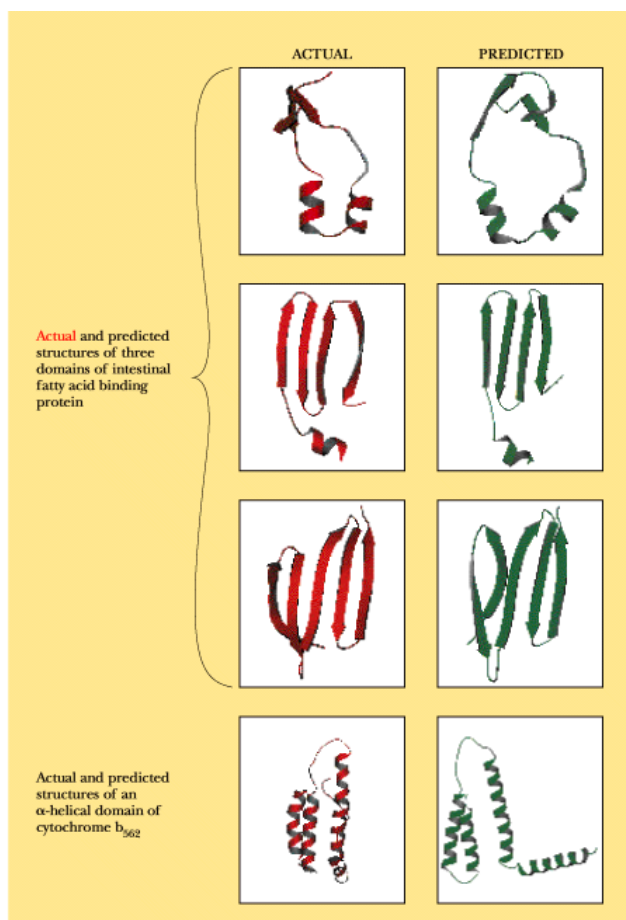 ACTUAL
PREDICTED
Actual and predicted
structures of three
domains of intestinal
fatty acid binding
protein
Actual and predicted
structures of an
α-helical domain of
cytochrome b₅₆₂